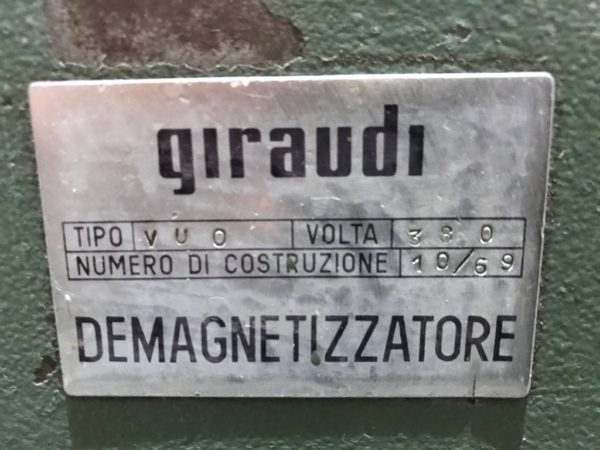 giraudi
TIPO VUO VOLTA 380
NUMERO DI COSTRUZIONE 10/69
DEMAGNETIZZATORE